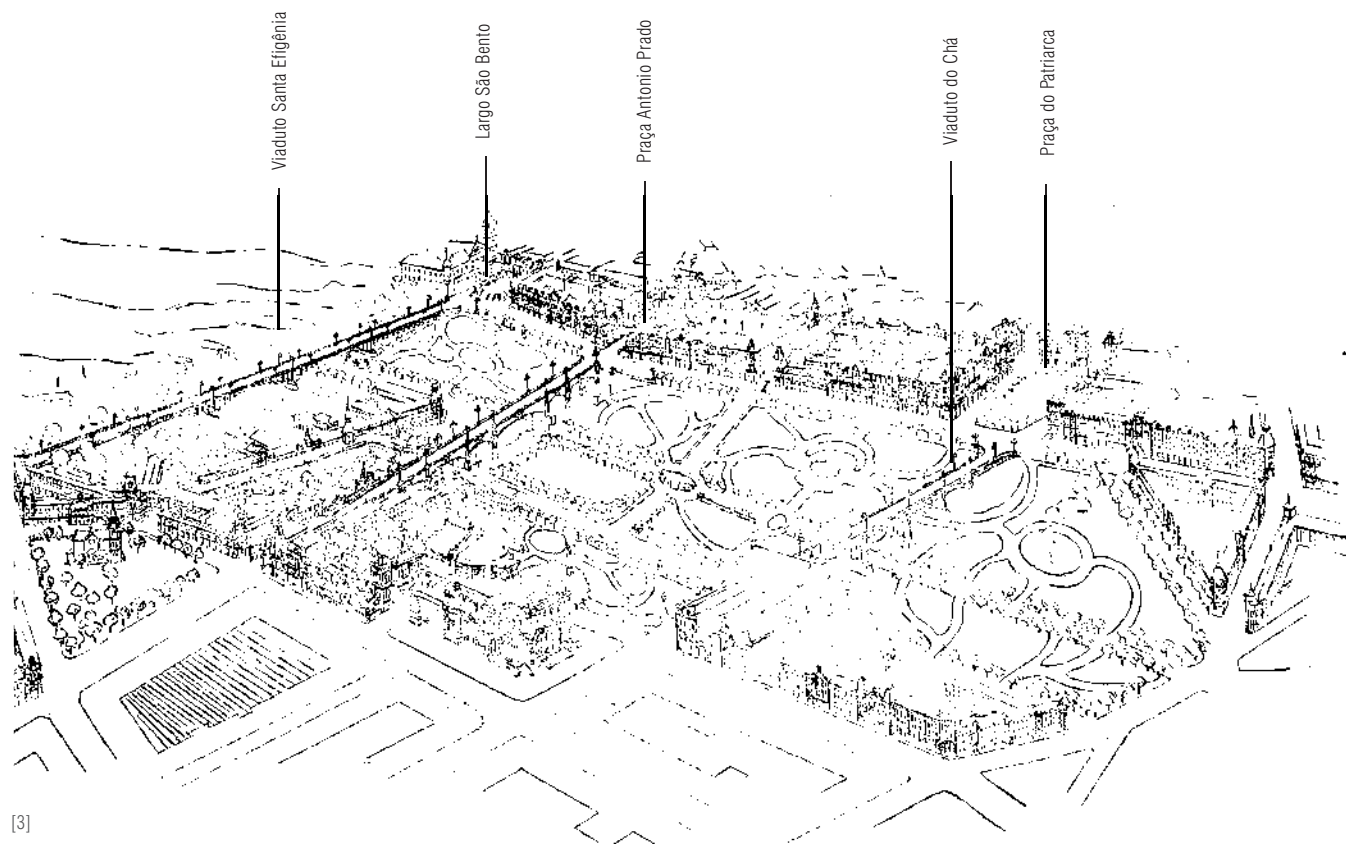 Viaduto Santa Efigênia
Largo São Bento
Praça Antonio Prado
Viaduto do Chá
Praça do Patriarca
[3]